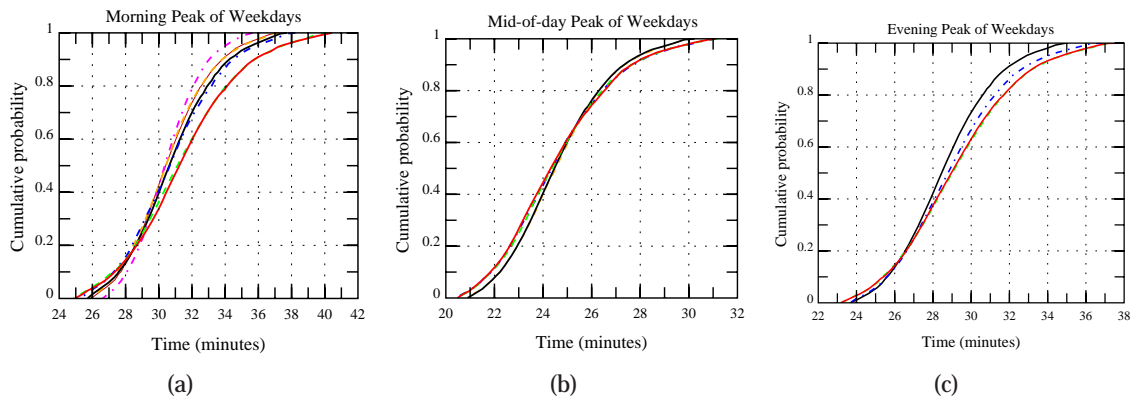 Morning Peak of Weekdays
Cumulative probability
1
0.8
0.6
0.4
0.2
0
24 26 28 30 32 34 36 38 40 42
Time (minutes)
(a)
Mid-of-day Peak of Weekdays
Cumulative probability
1
0.8
0.6
0.4
0.2
0
20 22 24 26 28 30 32
Time (minutes)
(b)
Evening Peak of Weekdays
Cumulative probability
1
0.8
0.6
0.4
0.2
0
22 24 26 28 30 32 34 36 38
Time (minutes)
(c)